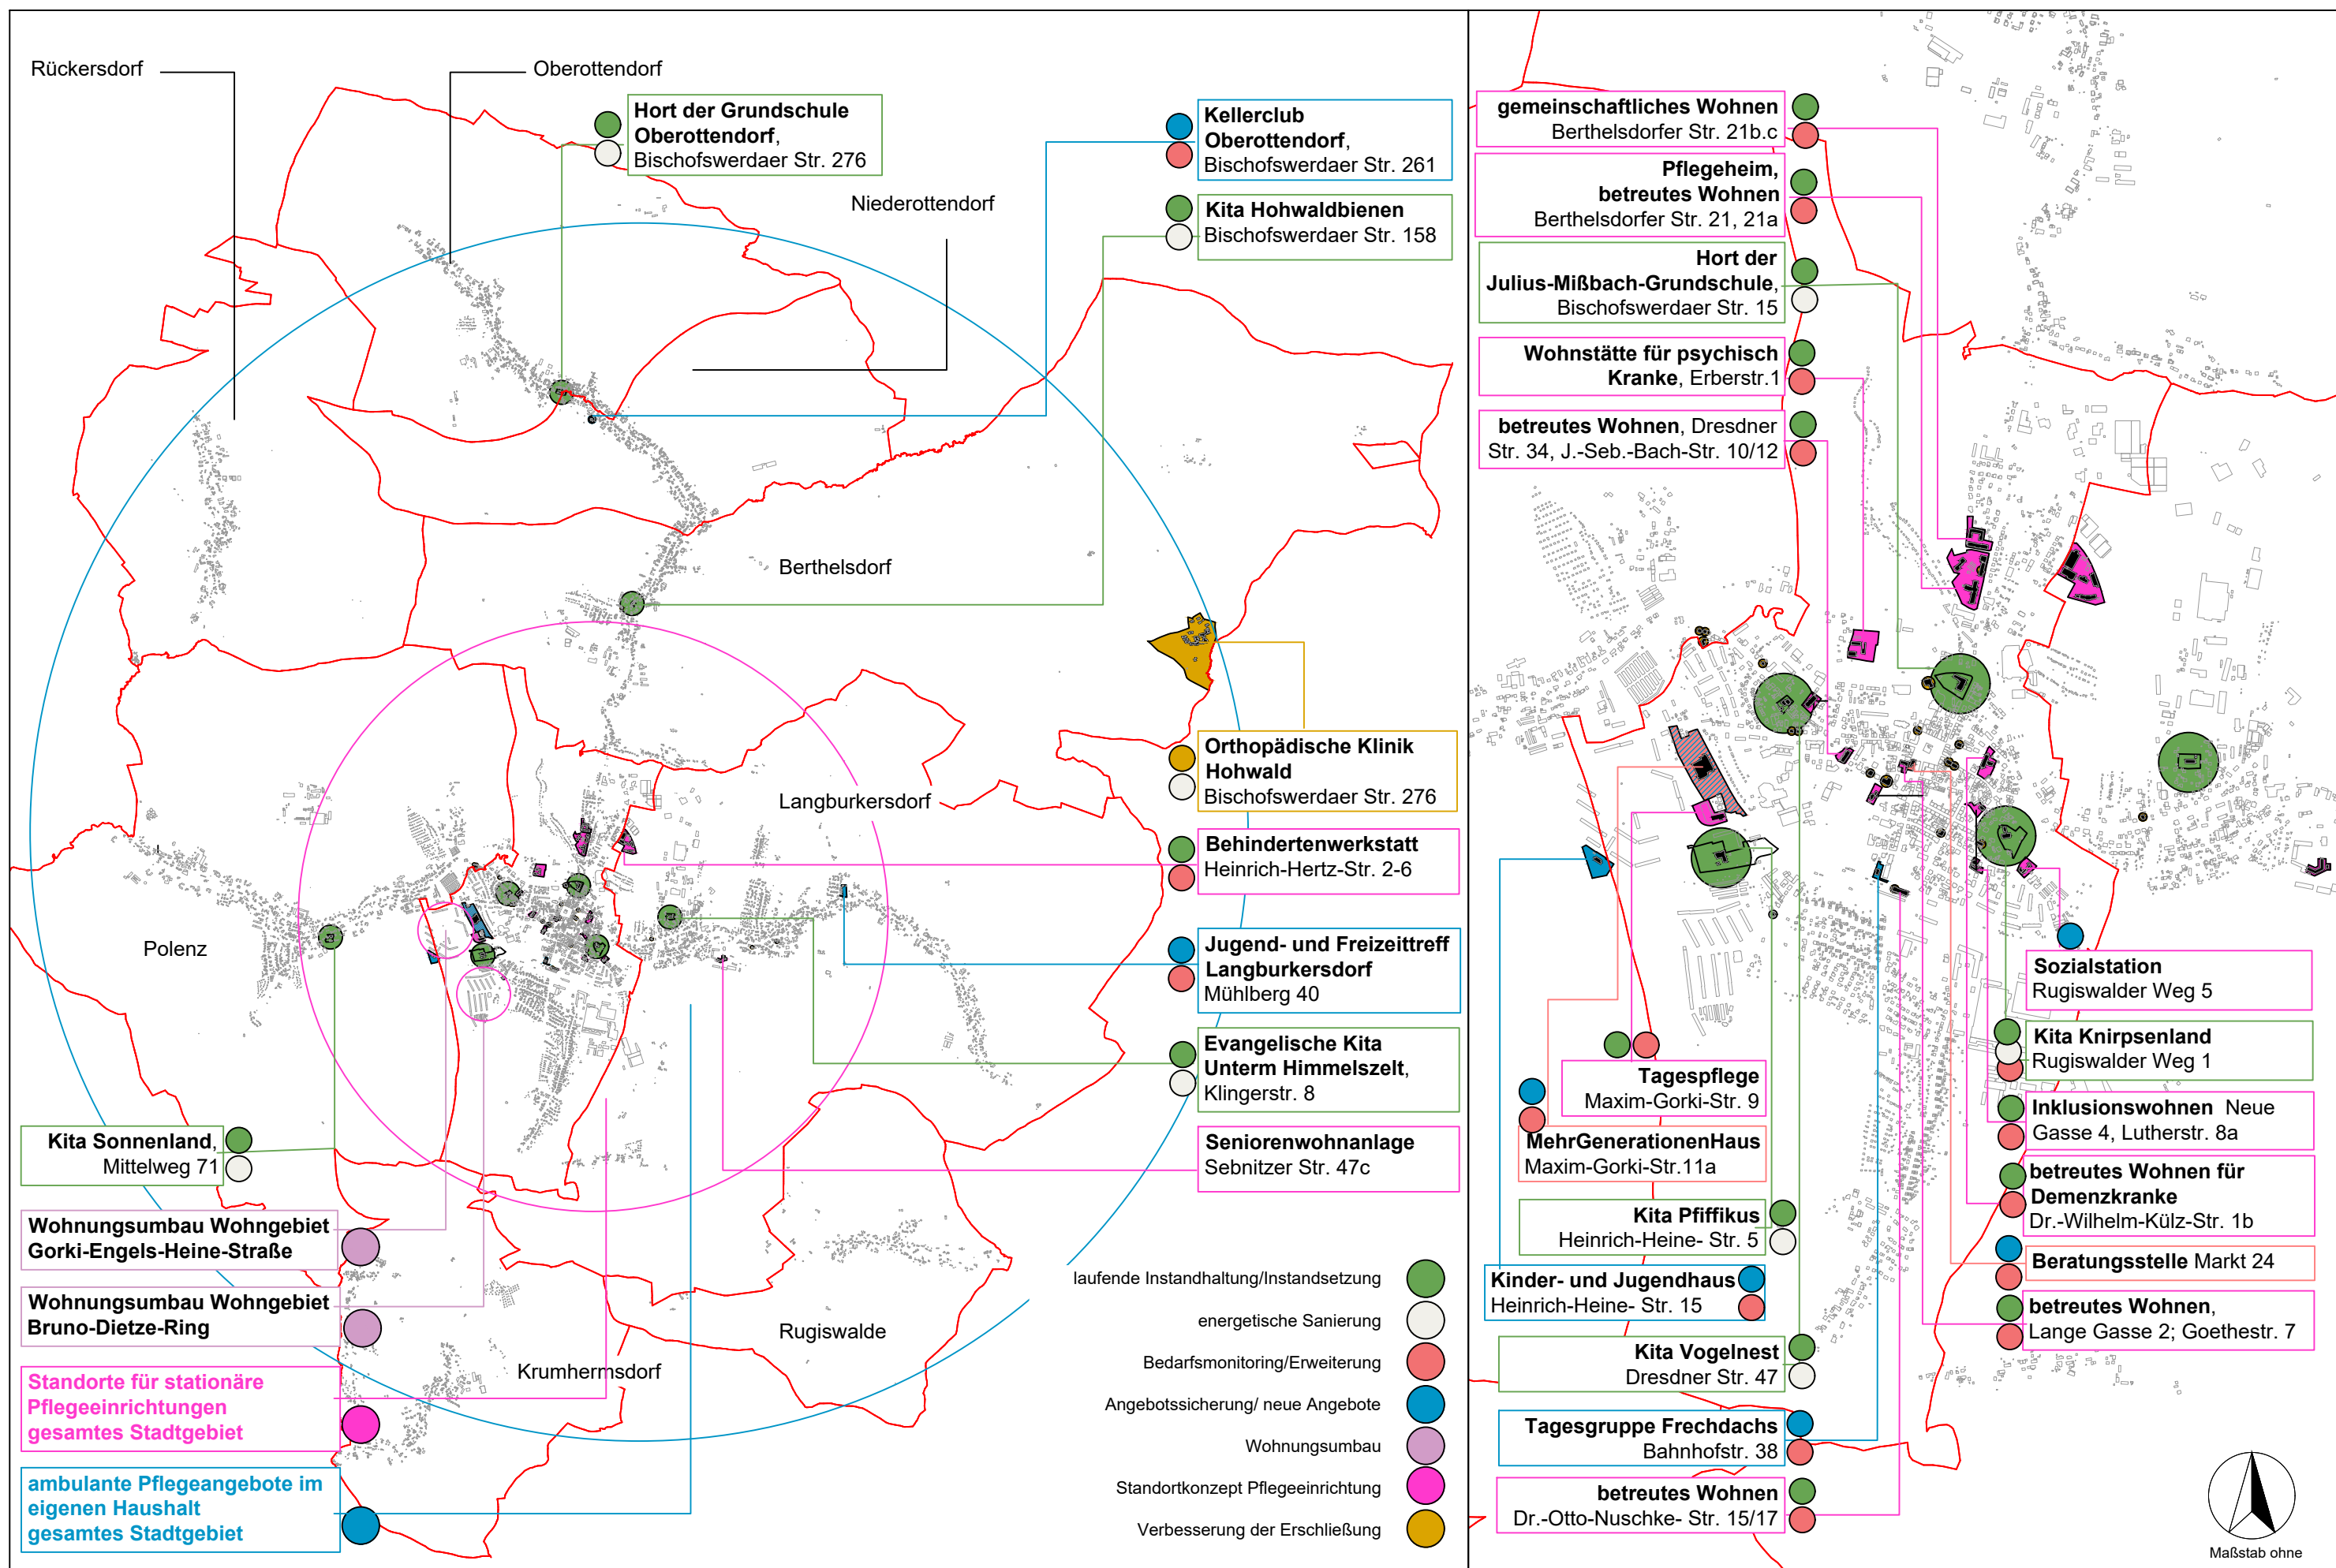 Rückersdorf
Oberottendorf
Hort der Grundschule
Oberottendorf,
Bischofswerdaer Str. 276
Niederottendorf
Kellerclub
Oberottendorf,
Bischofswerdaer Str. 261
Kita Hohwaldbienen
Bischofswerdaer Str. 158
Berthelsdorf
Langburkersdorf
Polenz
Orthopädische Klinik
Hohwald
Bischofswerdaer Str. 276
Behindertenwerkstatt
Heinrich-Hertz-Str. 2-6
Jugend- und Freizeittreff
Langburkersdorf
Mühlberg 40
Evangelische Kita
Unterm Himmelszelt,
Klingerstr. 8
Seniorenwohnanlage
Sebnitzer Str. 47c
Kita Sonnenland,
Mittelweg 71
Wohnungsumbau Wohngebiet
Gorki-Engels-Heine-Straße
Wohnungsumbau Wohngebiet
Bruno-Dietze-Ring
Standorte für stationäre
Pflegeeinrichtungen
gesamtes Stadtgebiet
ambulante Pflegeangebote im
eigenen Haushalt
gesamtes Stadtgebiet
Krumhermsdorf
Rugiswalde
laufende Instandhaltung/Instandsetzung
energetische Sanierung
Bedarfsmonitoring/Erweiterung
Angebotssicherung/ neue Angebote
Wohnungsumbau
Standortkonzept Pflegeeinrichtung
Verbesserung der Erschließung
gemeinschaftliches Wohnen
Berthelsdorfer Str. 21b.c
Pflegeheim,
betreutes Wohnen
Berthelsdorfer Str. 21, 21a
Hort der
Julius-Mißbach-Grundschule,
Bischofswerdaer Str. 15
Wohnstätte für psychisch
Kranke, Erberstr.1
betreutes Wohnen, Dresdner
Str. 34, J.-Seb.-Bach-Str. 10/12
Tagespflege
Maxim-Gorki-Str. 9
MehrGenerationenHaus
Maxim-Gorki-Str.11a
Kita Pfiffikus
Heinrich-Heine- Str. 5
Kinder- und Jugendhaus
Heinrich-Heine- Str. 15
Kita Vogelnest
Dresdner Str. 47
Tagesgruppe Frechdachs
Bahnhofstr. 38
betreutes Wohnen
Dr.-Otto-Nuschke- Str. 15/17
Sozialstation
Rugiswalder Weg 5
Kita Knirpsenland
Rugiswalder Weg 1
Inklusionswohnen Neue
Gasse 4, Lutherstr. 8a
betreutes Wohnen für
Demenzkranke
Dr.-Wilhelm-Külz-Str. 1b
Beratungsstelle Markt 24
betreutes Wohnen,
Lange Gasse 2; Goethestr. 7
Maßstab ohne